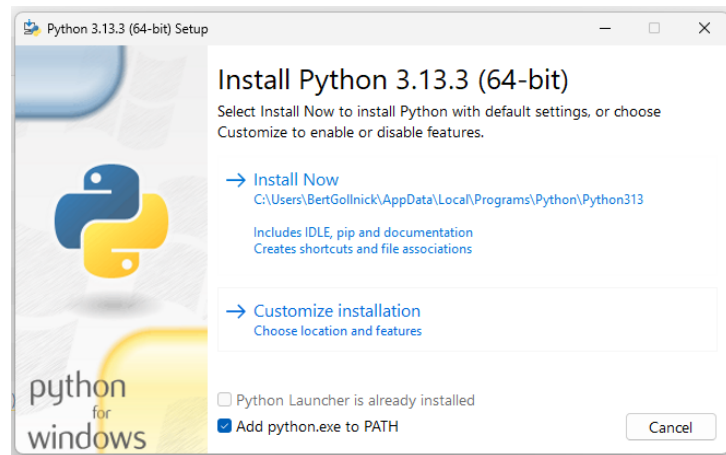 Python 3.13.3 (64-bit) Setup
Install Python 3.13.3 (64-bit)
Select Install Now to install Python with default settings, or choose
Customize to enable or disable features.
Install Now
C:\Users\BertGollnick\AppData\Local\Programs\Python\Python313
Includes IDLE, pip and documentation
Creates shortcuts and file associations
Customize installation
Choose location and features
Python Launcher is already installed
Add python.exe to PATH
Cancel
python
for
windows